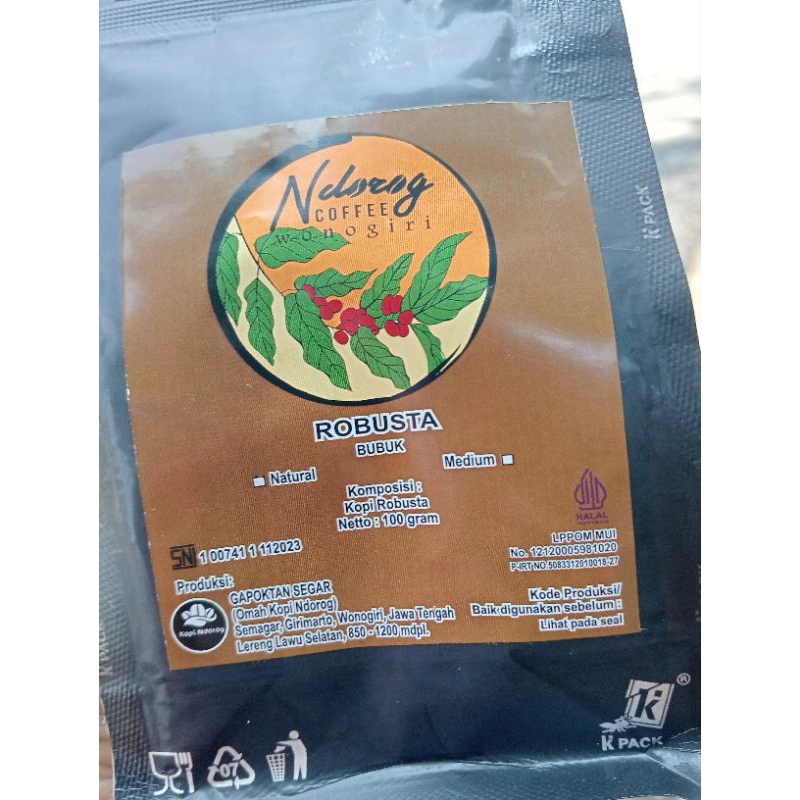 Ndorog
COFFEE
wonogiri
ROBUSTA
BUBUK
Natural
Medium
Komposisi :
Kopi Robusta
Netto : 100 gram
HALAL
INDONESIA
SNI 1 00741 1 112023
LPPOM MUI
No. 12120005981020
P-IRT NO.5083312010018-27
Produksi:
GAPOKTAN SEGAR
(Omah Kopi Ndorog)
Semagar, Girimarto, Wonogiri, Jawa Tengah
Lereng Lawu Selatan, 850 - 1200 mdpl.
Kopi Ndorog
Kode Produksi/
Baik digunakan sebelum :
Lihat pada seal
K PACK
K PACK
07
®